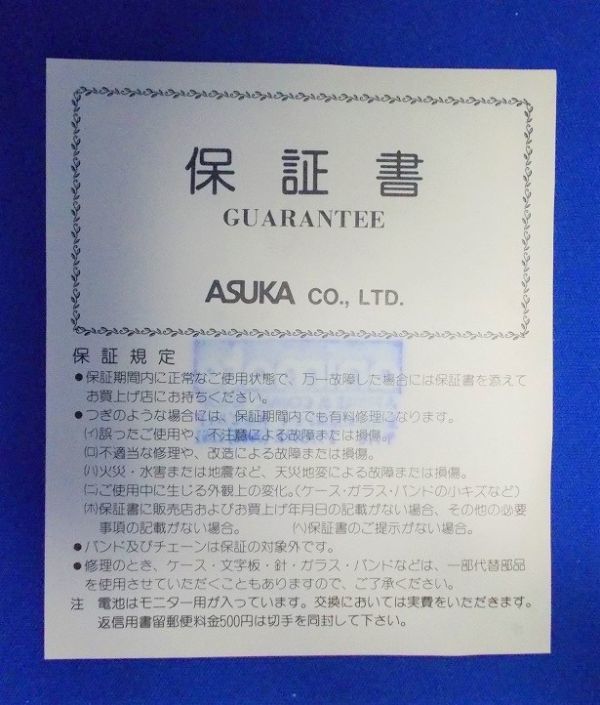 保証書
GUARANTEE
ASUKA CO., LTD.
保証規定
●保証期間内に正常なご使用状態で、万一故障した場合には保証書を添えて
お買上げ店にお持ちください。
●つぎのような場合には、保証期間内でも有料修理になります。
(イ)誤ったご使用や、不注意による故障または損傷。
(ロ)不適当な修理や、改造による故障または損傷。
(ハ)火災・水害または地震など、天災地変による故障または損傷。
(ニ)ご使用中に生じる外観上の変化。(ケース・ガラス・バンドの小キズなど)
(ホ)保証書に販売店およびお買上げ年月日の記載がない場合、その他の必要
事項の記載がない場合。 (ヘ)保証書のご提示がない場合。
●バンド及びチェーンは保証の対象外です。
●修理のとき、ケース・文字板・針・ガラス・バンドなどは、一部代替部品
を使用させていただくこともありますので、ご了承ください。
注 電池はモニター用が入っています。交換においては実費をいただきます。
返信用書留郵便料金500円は切手を同封して下さい。